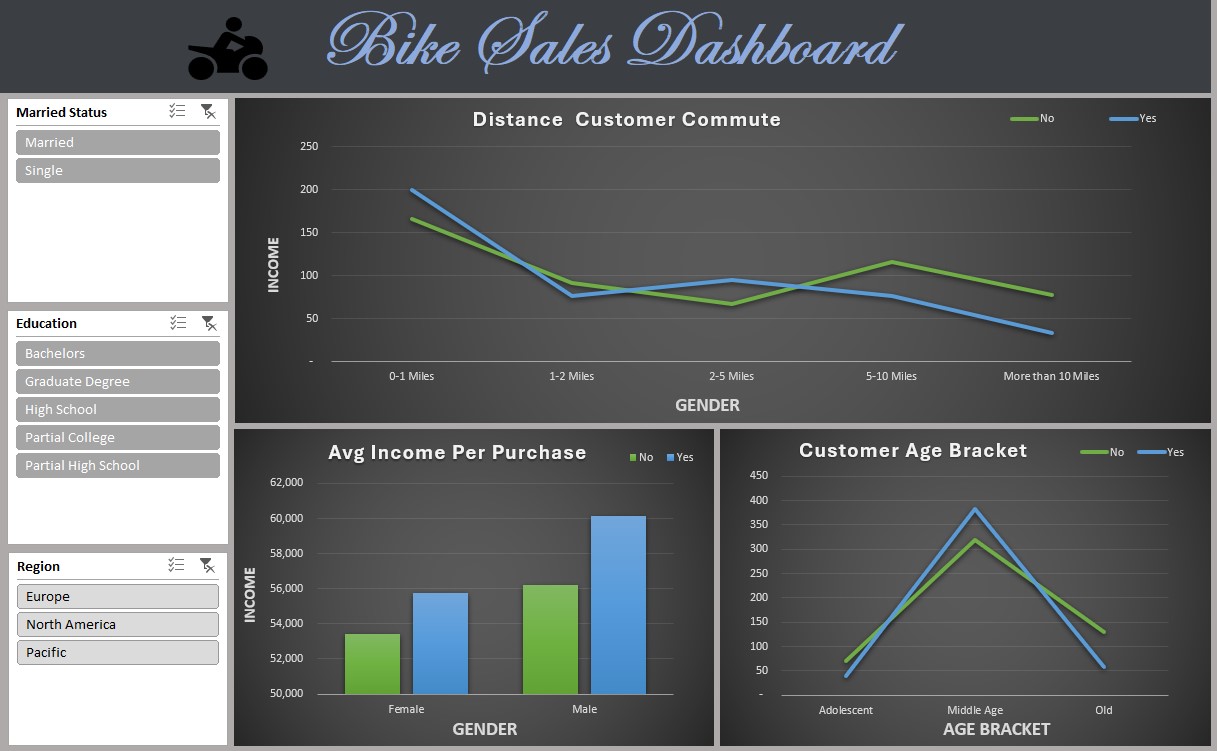 Bike Sales Dashboard
Married Status
Married
Single
Education
Bachelors
Graduate Degree
High School
Partial College
Partial High School
Region
Europe
North America
Pacific
Distance  Customer Commute
No Yes
INCOME
250
200
150
100
50
-
0-1 Miles 1-2 Miles 2-5 Miles 5-10 Miles More than 10 Miles
GENDER
Avg Income Per Purchase
No Yes
INCOME
62,000
60,000
58,000
56,000
54,000
52,000
50,000
Female Male
GENDER
Customer Age Bracket
No Yes
450
400
350
300
250
200
150
100
50
-
Adolescent Middle Age Old
AGE BRACKET